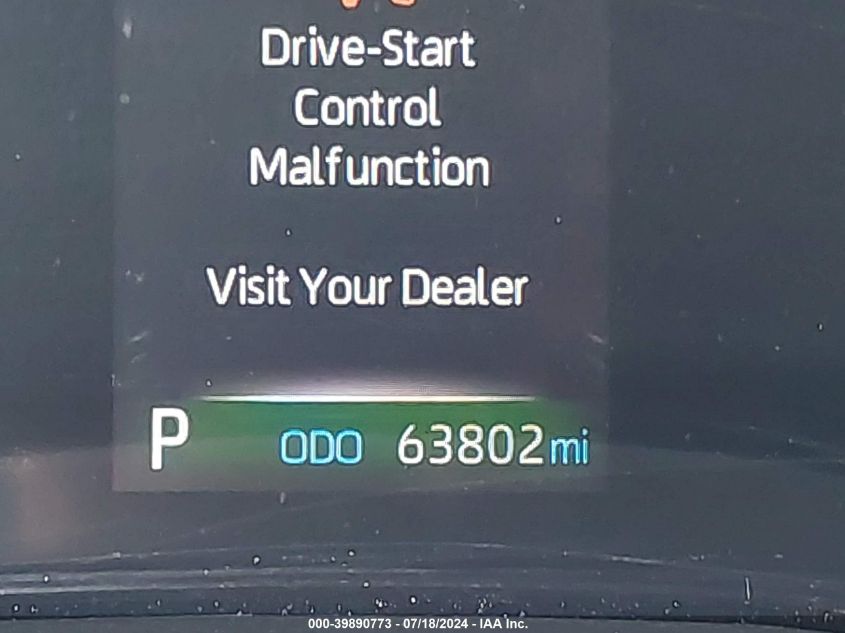 Drive-Start
Control
Malfunction
Visit Your Dealer
P ODO 63802mi
000-39890773 - 07/18/2024 - IAA Inc.